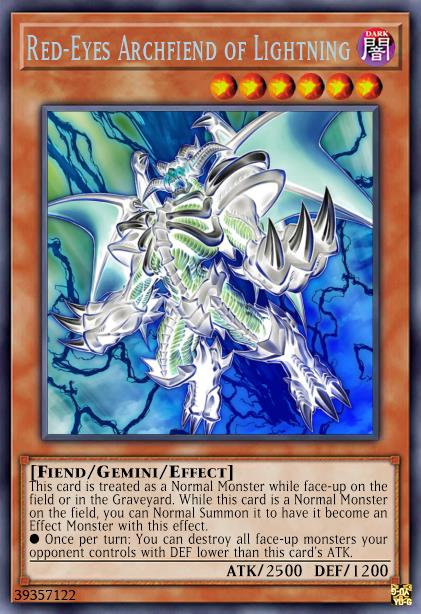 RED-EYES ARCHFIEND OF LIGHTNING
DARK
闇
[FIEND/GEMINI/EFFECT]
This card is treated as a Normal Monster while face-up on the
field or in the Graveyard. While this card is a Normal Monster
on the field, you can Normal Summon it to have it become an
Effect Monster with this effect.
● Once per turn: You can destroy all face-up monsters your
opponent controls with DEF lower than this card's ATK.
ATK/2500 DEF/1200
39357122